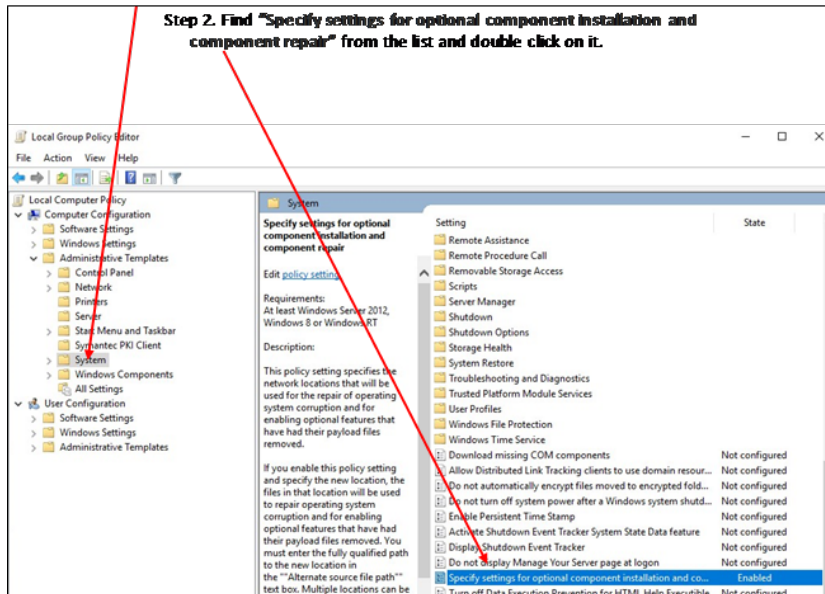 Step 2. Find "Specify settings for optional component installation and
component repair" from the list and double click on it.
Local Group Policy Editor
File Action View Help
Local Computer Policy
Computer Configuration
Software Settings
Windows Settings
Administrative Templates
Control Panel
Network
Printers
Server
Start Menu and Taskbar
Symantec PKI Client
System
Windows Components
All Settings
User Configuration
Software Settings
Windows Settings
Administrative Templates
System
Specify settings for optional
component installation and
component repair
Edit policy setting
Requirements:
At least Windows Server 2012,
Windows 8 or Windows RT
Description:
This policy setting specifies the
network locations that will be
used for the repair of operating
system corruption and for
enabling optional features that
have had their payload files
removed.
If you enable this policy setting
and specify the new location, the
files in that location will be used
to repair operating system
corruption and for enabling
optional features that have had
their payload files removed. You
must enter the fully qualified path
to the new location in
the ""Alternate source file path""
text box. Multiple locations can be
Setting State
Remote Assistance
Remote Procedure Call
Removable Storage Access
Scripts
Server Manager
Shutdown
Shutdown Options
Storage Health
System Restore
Troubleshooting and Diagnostics
Trusted Platform Module Services
User Profiles
Windows File Protection
Windows Time Service
Download missing COM components Not configured
Allow Distributed Link Tracking clients to use domain resour... Not configured
Do not automatically encrypt files moved to encrypted fold... Not configured
Do not turn off system power after a Windows system shutd... Not configured
Enable Persistent Time Stamp Not configured
Activate Shutdown Event Tracker System State Data feature Not configured
Display Shutdown Event Tracker Not configured
Do not display Manage Your Server page at logon Not configured
Specify settings for optional component installation and co... Enabled
Turn off Data Execution Prevention for HTML Help Executible Not configured